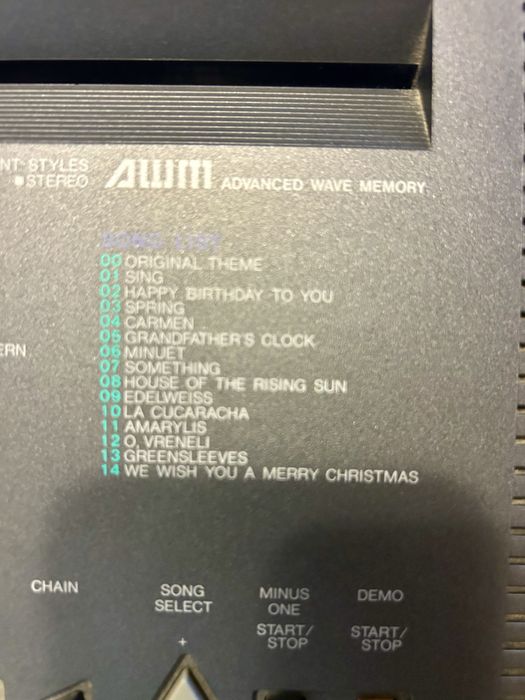 NT-STYLES
■STEREO
AWM ADVANCED WAVE MEMORY
SONG LIST
00 ORIGINAL THEME
01 SING
02 HAPPY BIRTHDAY TO YOU
03 SPRING
04 CARMEN
05 GRANDFATHER'S CLOCK
06 MINUET
07 SOMETHING
08 HOUSE OF THE RISING SUN
09 EDELWEISS
10 LA CUCARACHA
11 AMARYLIS
12 O, VRENELI
13 GREENSLEEVES
14 WE WISH YOU A MERRY CHRISTMAS
ERN
CHAIN
SONG
SELECT
+
MINUS
ONE
START/
STOP
DEMO
START/
STOP